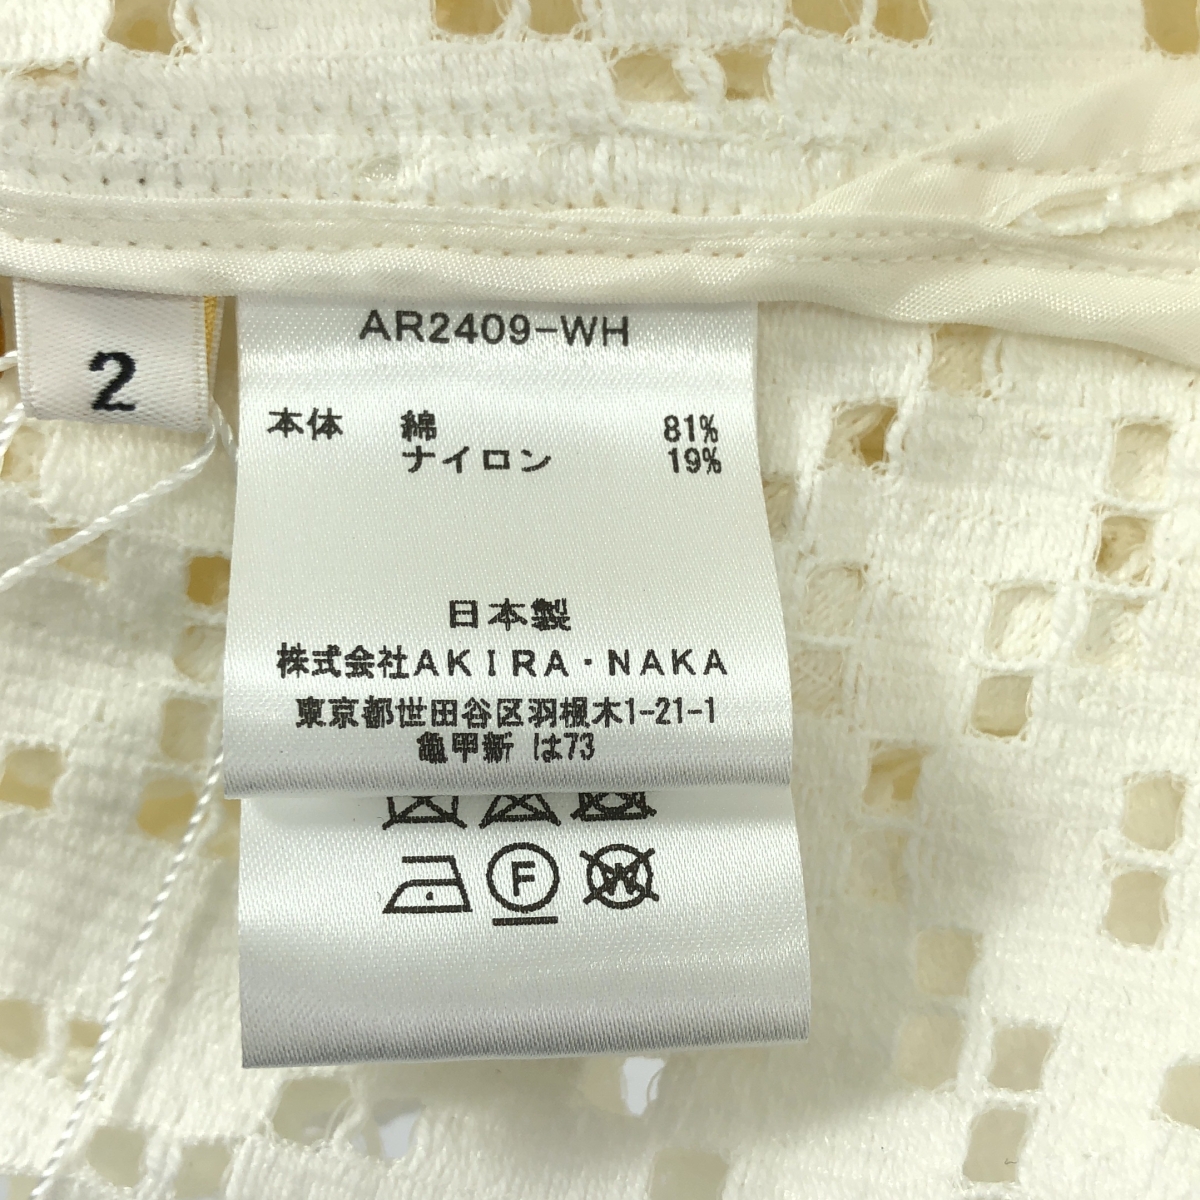 2
AR2409-WH
本体 綿 81%
ナイロン 19%
日本製
株式会社AKIRA・NAKA
東京都世田谷区羽根木1-21-1
亀甲新 は73
F
W